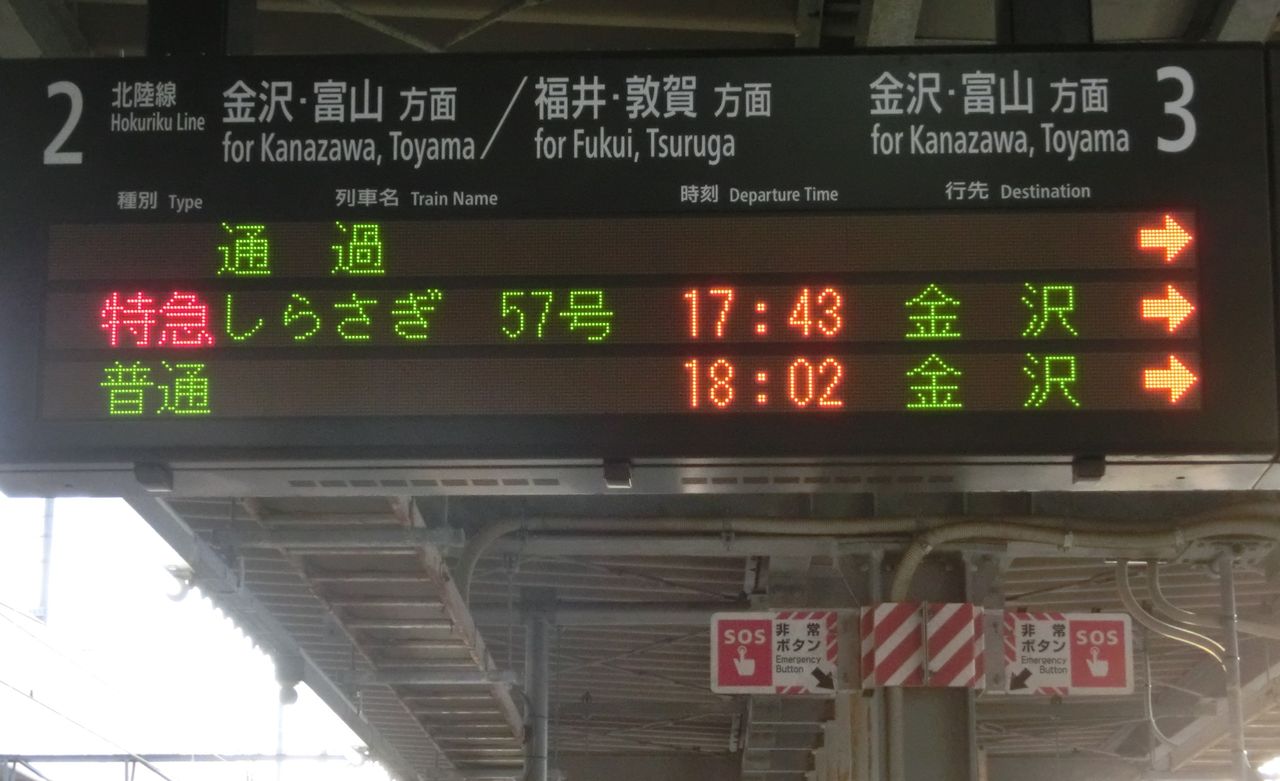 2 北陸線 金沢・富山 方面 / 福井・敦賀 方面 金沢・富山 方面 3
Hokuriku Line for Kanazawa, Toyama for Fukui, Tsuruga for Kanazawa, Toyama
種別 Type 列車名 Train Name 時刻 Departure Time 行先 Destination
通 過 →
特急 しらさぎ 57号 17:43 金 沢 →
普通 18:02 金 沢 →
SOS 非常 非常 SOS
ボタン ボタン
Emergency Emergency
Button Button